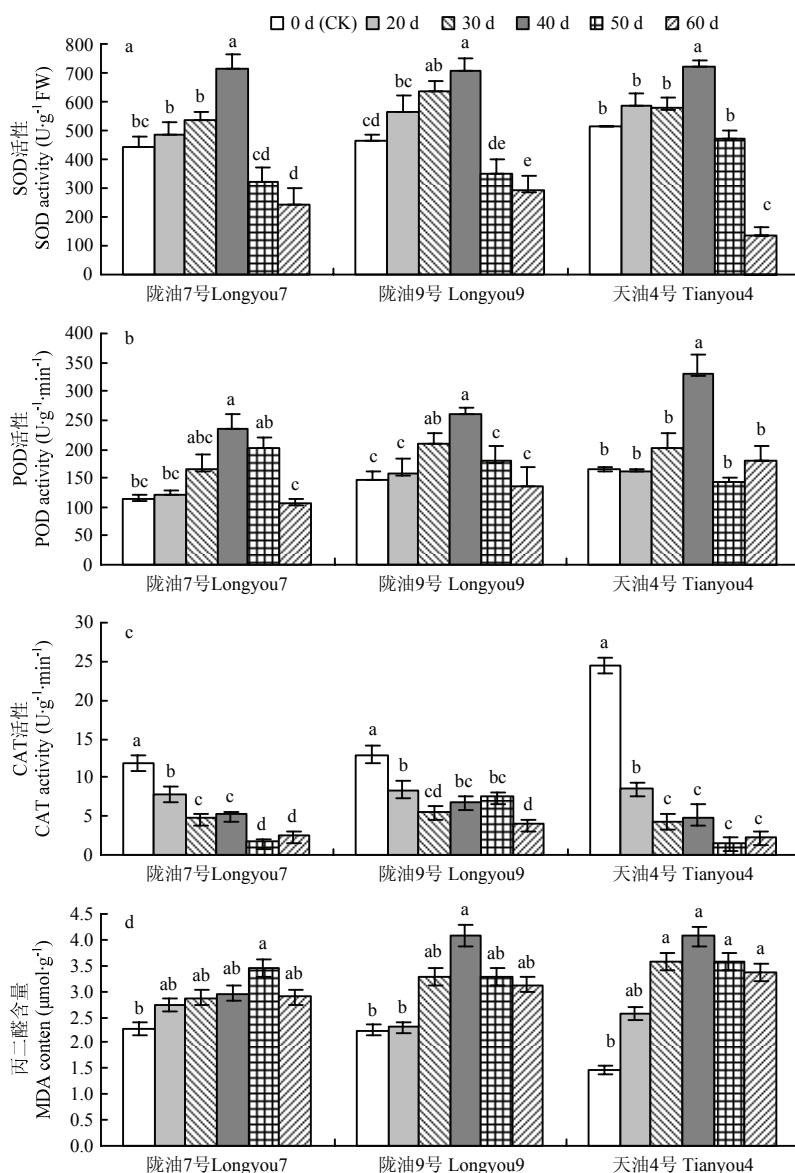 0 d (CK) 20 d 30 d 40 d 50 d 60 d
SOD活性
SOD activity (U·g⁻¹ FW)
800
700
600
500
400
300
200
100
0
a
bc b b a cd d
cd bc ab a de e
b b b a b c
陇油7号Longyou7 陇油9号 Longyou9 天油4号 Tianyou4
POD活性
POD activity (U·g⁻¹·min⁻¹)
400
350
300
250
200
150
100
50
0
b
bc bc abc a ab c
c c ab a c c
b b b a b b
陇油7号Longyou7 陇油9号 Longyou9 天油4号 Tianyou4
CAT活性
CAT activity (U·g⁻¹·min⁻¹)
30
25
20
15
10
5
0
c
a b c c d d
a b cd bc bc d
a b c c c c
陇油7号Longyou7 陇油9号 Longyou9 天油4号 Tianyou4
丙二醛含量
MDA conten (μmol·g⁻¹)
4.5
4.0
3.5
3.0
2.5
2.0
1.5
1.0
0.5
0.0
d
b ab ab ab a ab
b b ab a ab ab
b ab a a a a
陇油7号Longyou7 陇油9号Longyou9 天油4号 Tianyou4